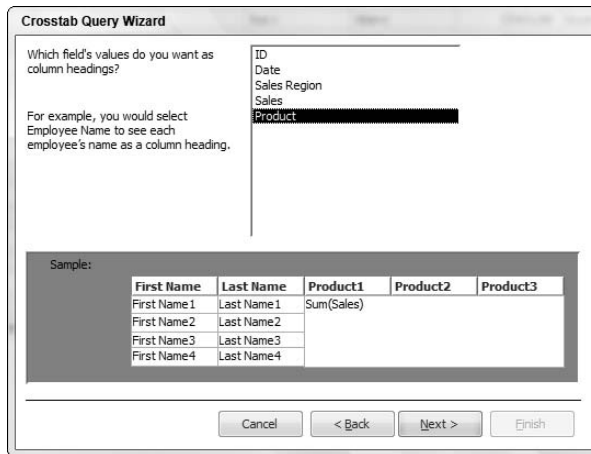 Crosstab Query Wizard
Which field's values do you want as
column headings?
For example, you would select
Employee Name to see each
employee's name as a column heading.
ID
Date
Sales Region
Sales
Product
Sample:
First Name Last Name Product1 Product2 Product3
First Name1 Last Name1 Sum(Sales)
First Name2 Last Name2
First Name3 Last Name3
First Name4 Last Name4
Cancel < Back Next > Finish